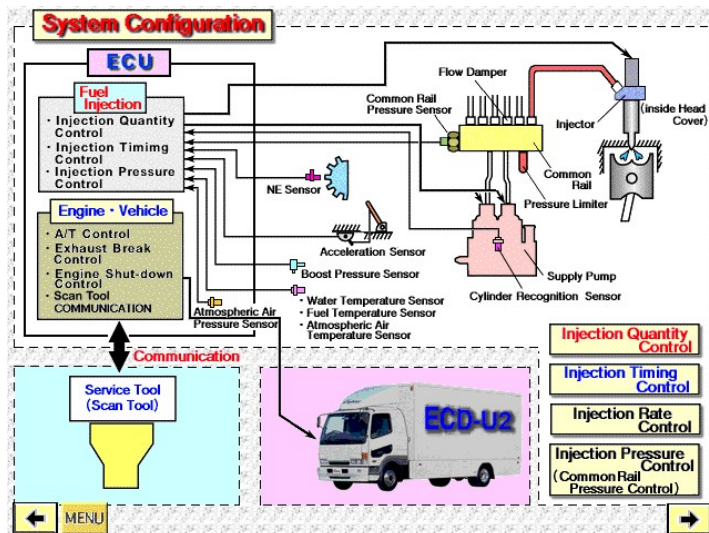 System Configuration
ECU
Fuel
Injection
· Injection Quantity
Control
· Injection Timing
Control
· Injection Pressure
Control
Engine · Vehicle
· A/T Control
· Exhaust Break
Control
· Engine Shut-down
Control
· Scan Tool
COMMUNICATION
Flow Damper
Common Rail
Pressure Sensor
Injector
(inside Head
Cover)
Common
Rail
Pressure Limiter
NE Sensor
Acceleration Sensor
Supply Pump
Cylinder Recognition Sensor
Boost Pressure Sensor
Atmospheric Air
Pressure Sensor
· Water Temperature Sensor
· Fuel Temperature Sensor
· Atmospheric Air
Temperature Sensor
Communication
Service Tool
(Scan Tool)
ECD-U2
Injection Quantity
Control
Injection Timing
Control
Injection Rate
Control
Injection Pressure
Control
(Common Rail
Pressure Control)
MENU